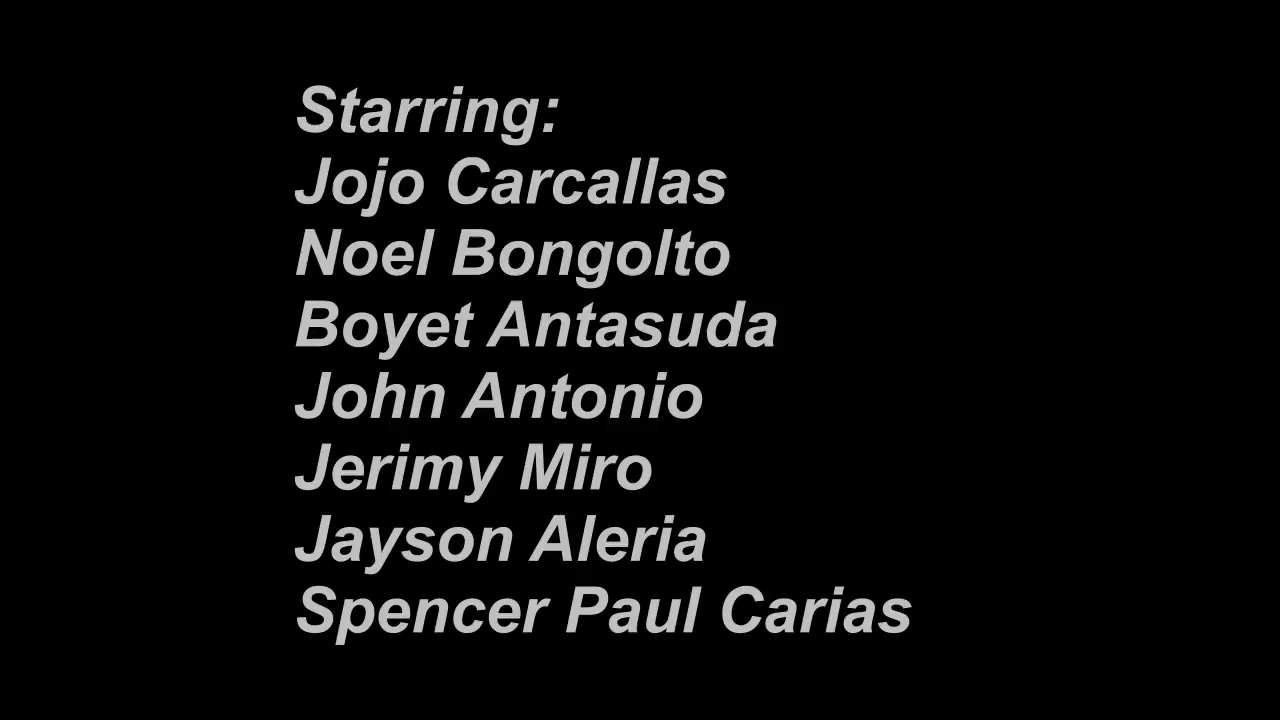 Starring:
Jojo Carcallas
Noel Bongolto
Boyet Antasuda
John Antonio
Jerimy Miro
Jayson Aleria
Spencer Paul Carias